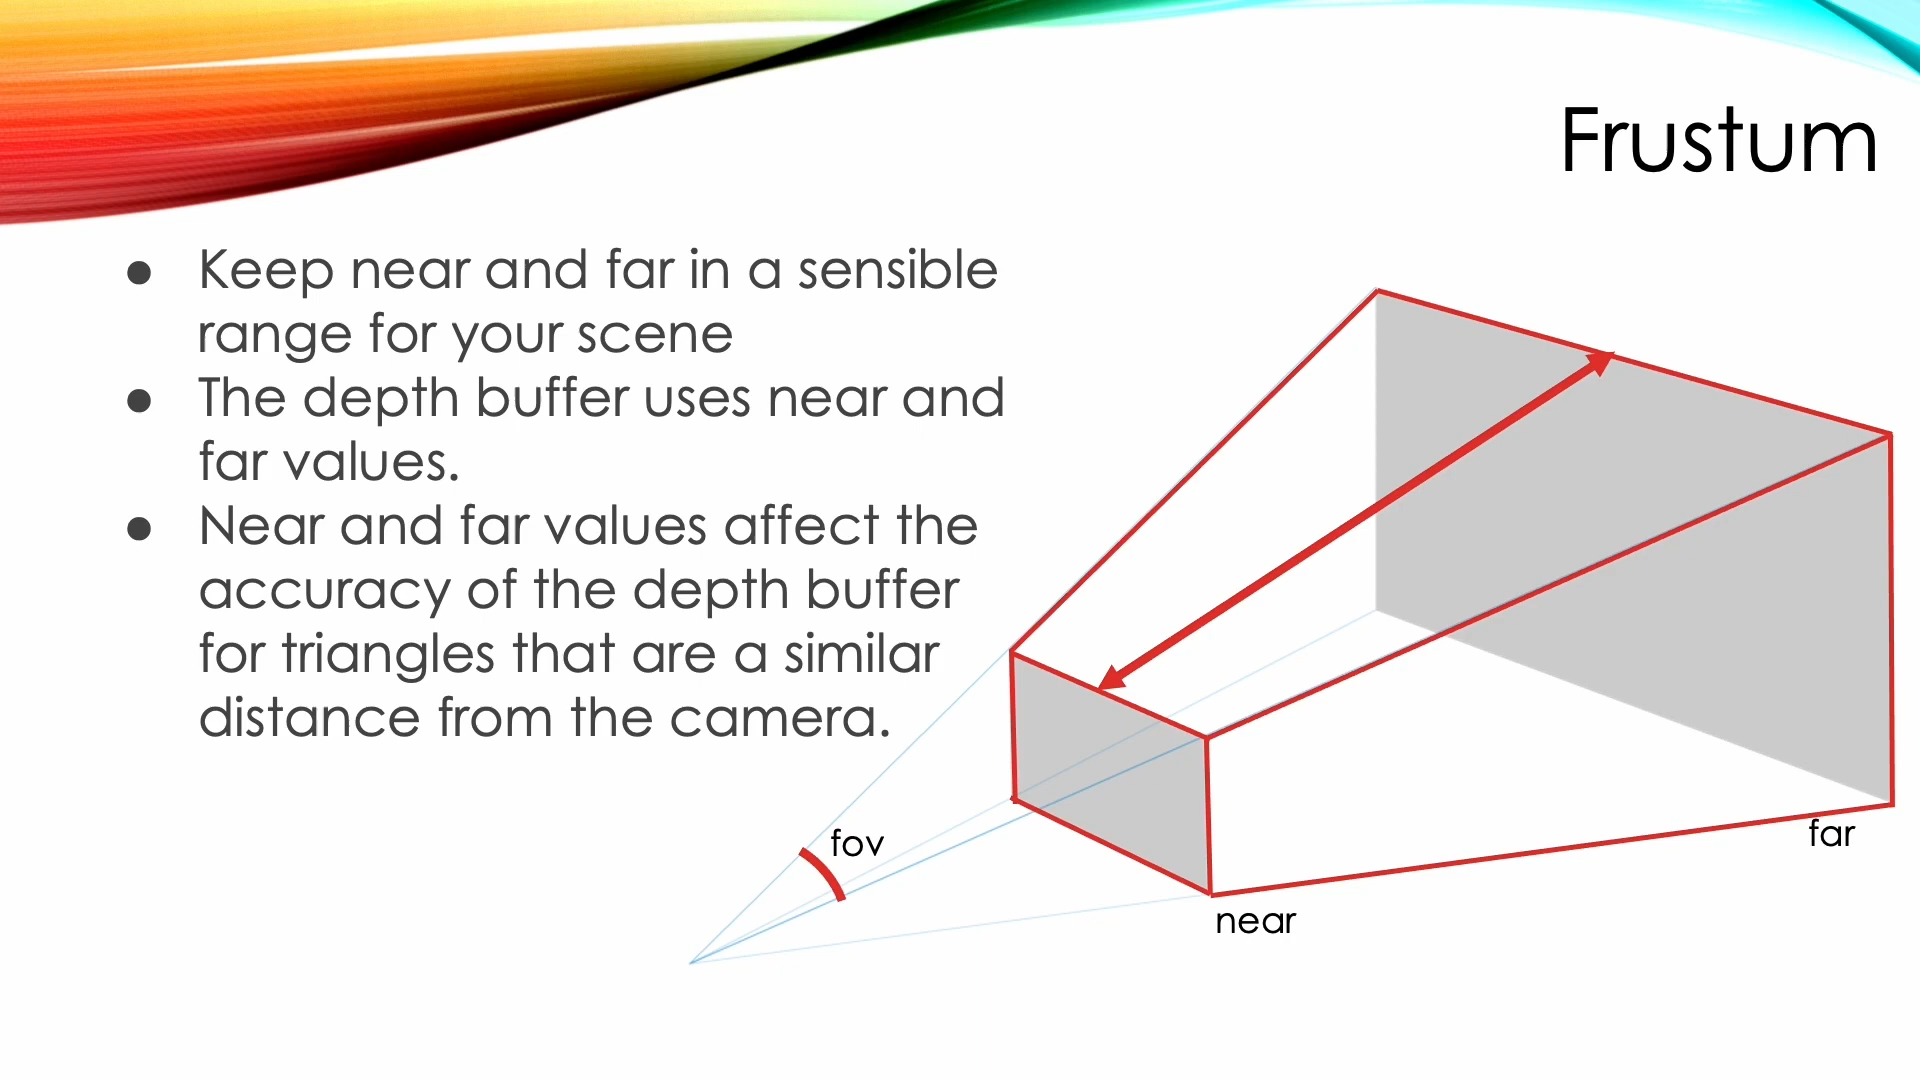 Frustum
● Keep near and far in a sensible
range for your scene
● The depth buffer uses near and
far values.
● Near and far values affect the
accuracy of the depth buffer
for triangles that are a similar
distance from the camera.
fov
far
near